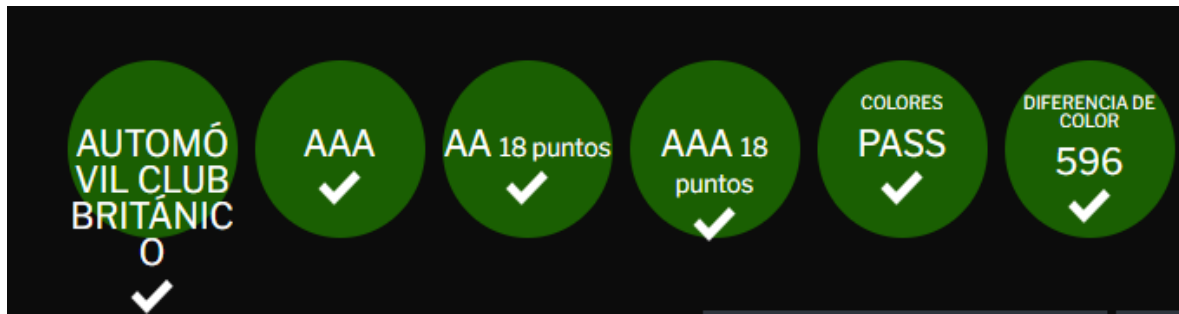 AUTOMÓ
VIL CLUB
BRITÁNIC
O
AAA
AA 18 puntos
AAA 18
puntos
COLORES
PASS
DIFERENCIA DE
COLOR
596